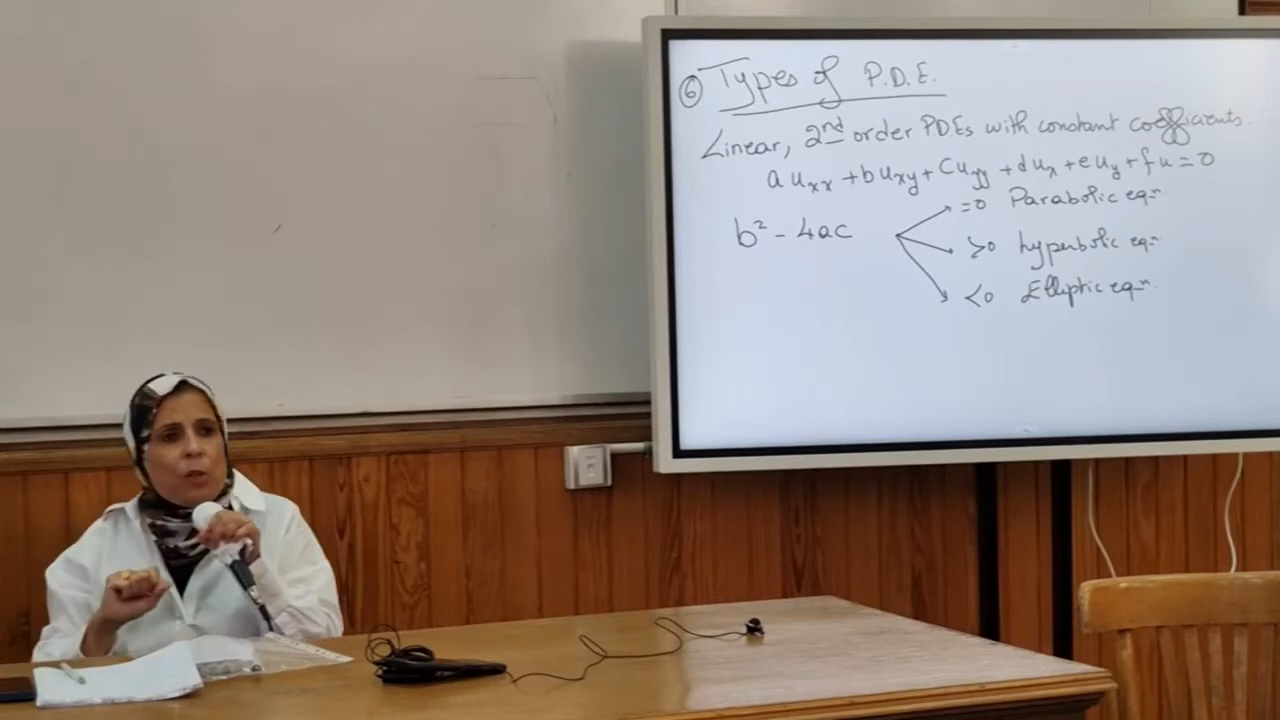 ⑥ Types of P.D.E.
Linear, 2nd order PDEs with constant coefficients.
a uxx + b uxy + c uyy + d ux + e uy + f u = 0
b² - 4ac
=0 Parabolic eqn
>0 hyperbolic eqn
<0 Elliptic eqn.